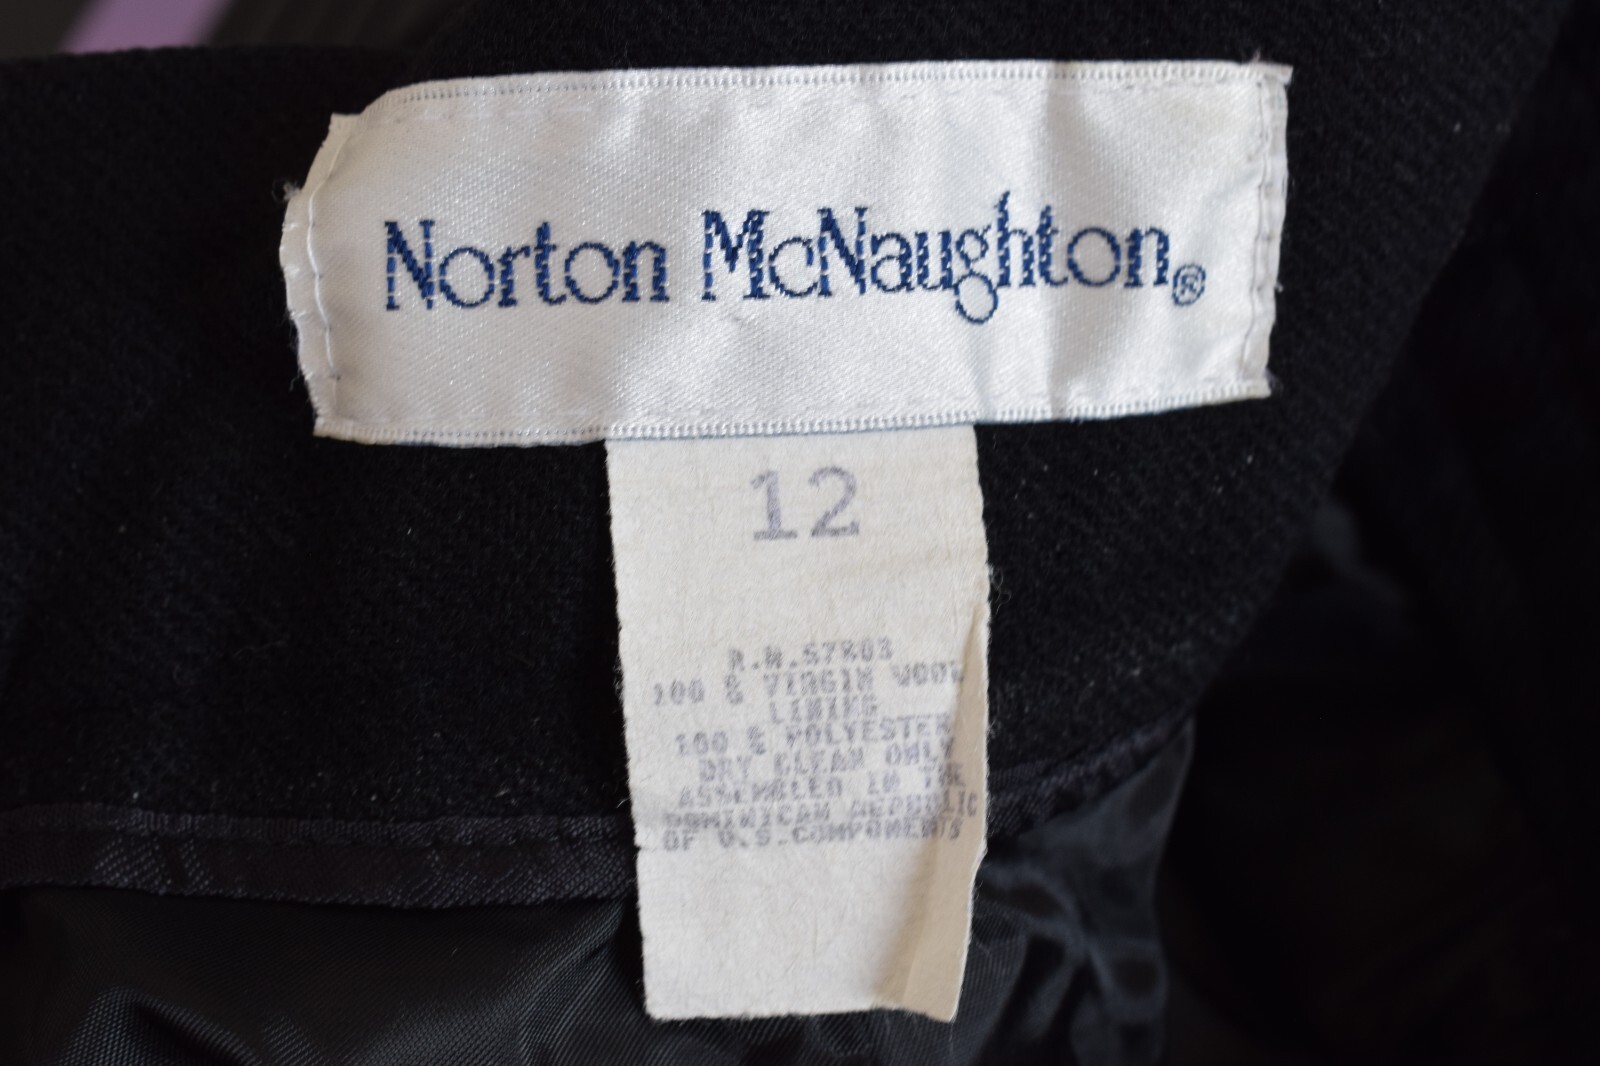 Norton McNaughton®
12
R.N.57803
100 % VIRGIN WOOL
LINING
100 % POLYESTER
DRY CLEAN ONLY
ASSEMBLED IN THE
DOMINICAN REPUBLIC
OF U.S.COMPONENTS